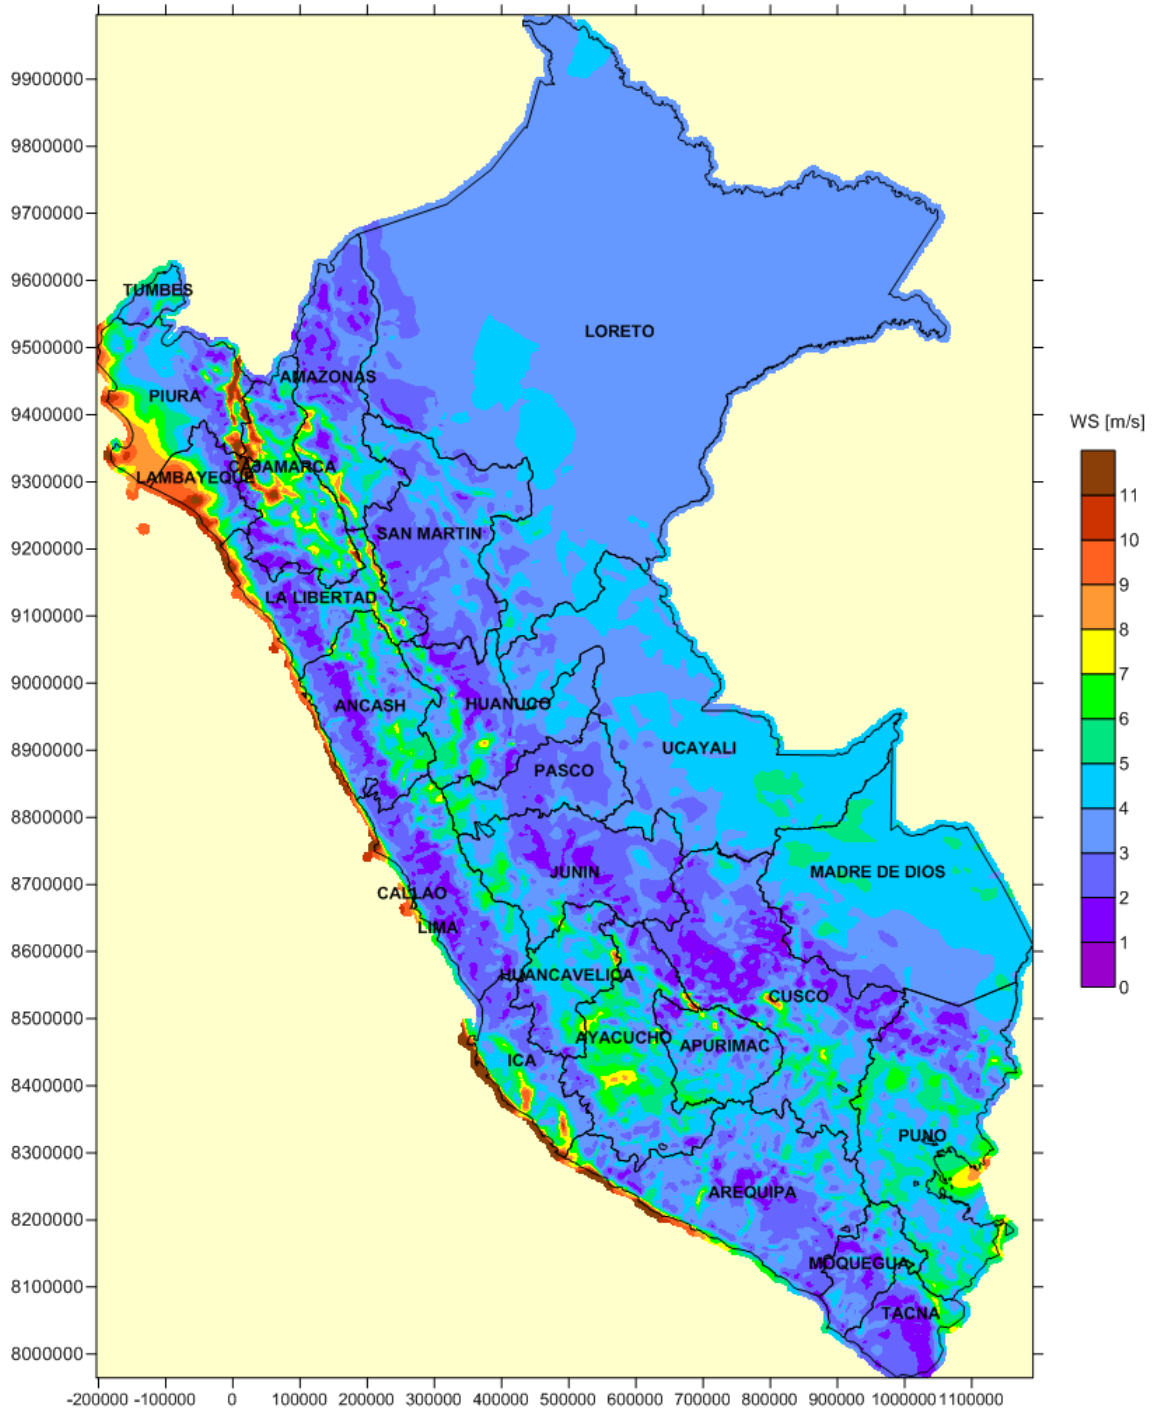 9900000
9800000
9700000
9600000
TUMBES
LORETO
9500000
AMAZONAS
PIURA
9400000
WS [m/s]
CAJAMARCA
LAMBAYEQUE
9300000
11
SAN MARTIN
10
9200000
9
LA LIBERTAD
8
9100000
7
9000000
ANCASH
HUANUCO
6
8900000
UCAYALI
PASCO
5
8800000
4
JUNIN
MADRE DE DIOS
3
8700000
CALLAO
2
LIMA
8600000
1
HUANCAVELICA
CUSCO
0
8500000
AYACUCHO
APURIMAC
ICA
8400000
PUNO
8300000
AREQUIPA
8200000
MOQUEGUA
8100000
TACNA
8000000
-200000 -100000 0 100000 200000 300000 400000 500000 600000 700000 800000 900000 1000000 1100000